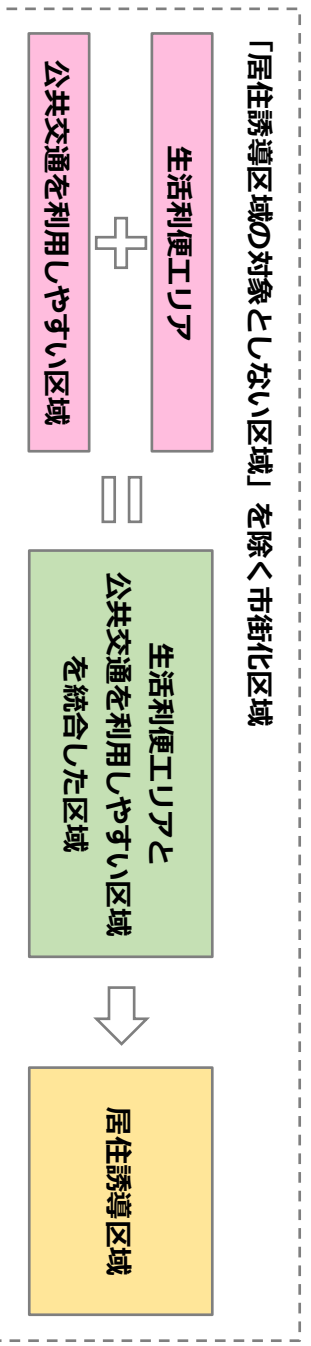 「居住誘導区域の対象としない区域」を除く市街化区域
生活利便エリア
公共交通を利用しやすい区域
生活利便エリアと
公共交通を利用しやすい区域
を統合した区域
居住誘導区域